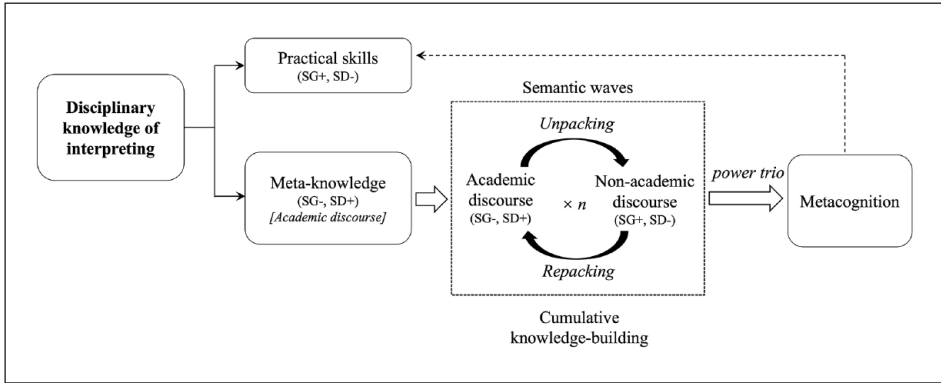 Disciplinary
knowledge of
interpreting
Practical skills
(SG+, SD-)
Meta-knowledge
(SG-, SD+)
[Academic discourse]
Semantic waves
Unpacking
Academic
discourse
(SG-, SD+)
× n
Non-academic
discourse
(SG+, SD-)
Repacking
Cumulative
knowledge-building
power trio
Metacognition